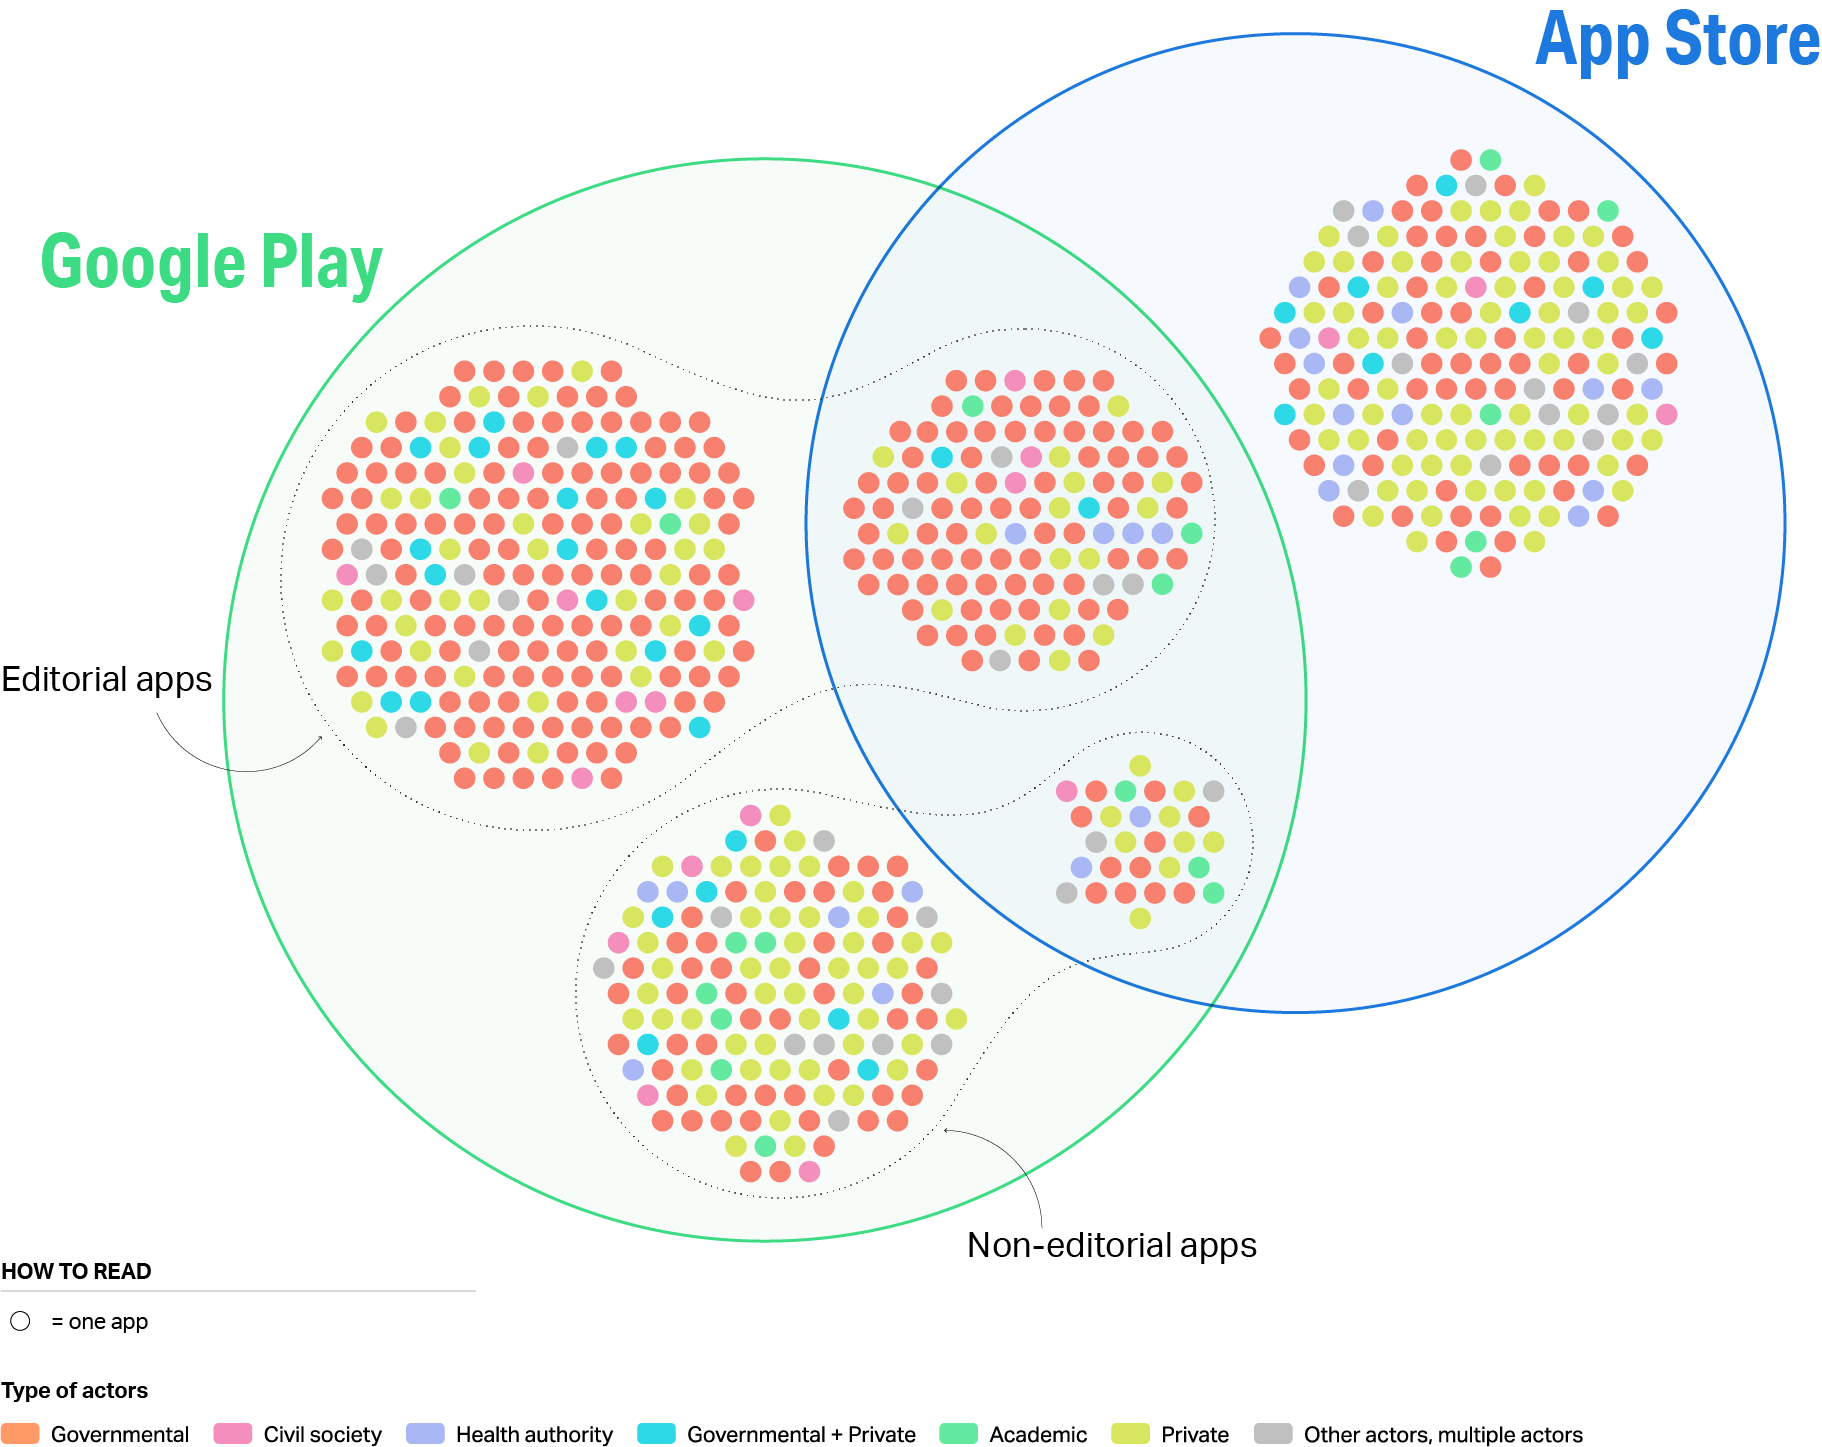 App Store
Google Play
Editorial apps
Non-editorial apps
HOW TO READ
= one app
Type of actors
Governmental
Civil society
Health authority
Governmental + Private
Academic
Private
Other actors, multiple actors